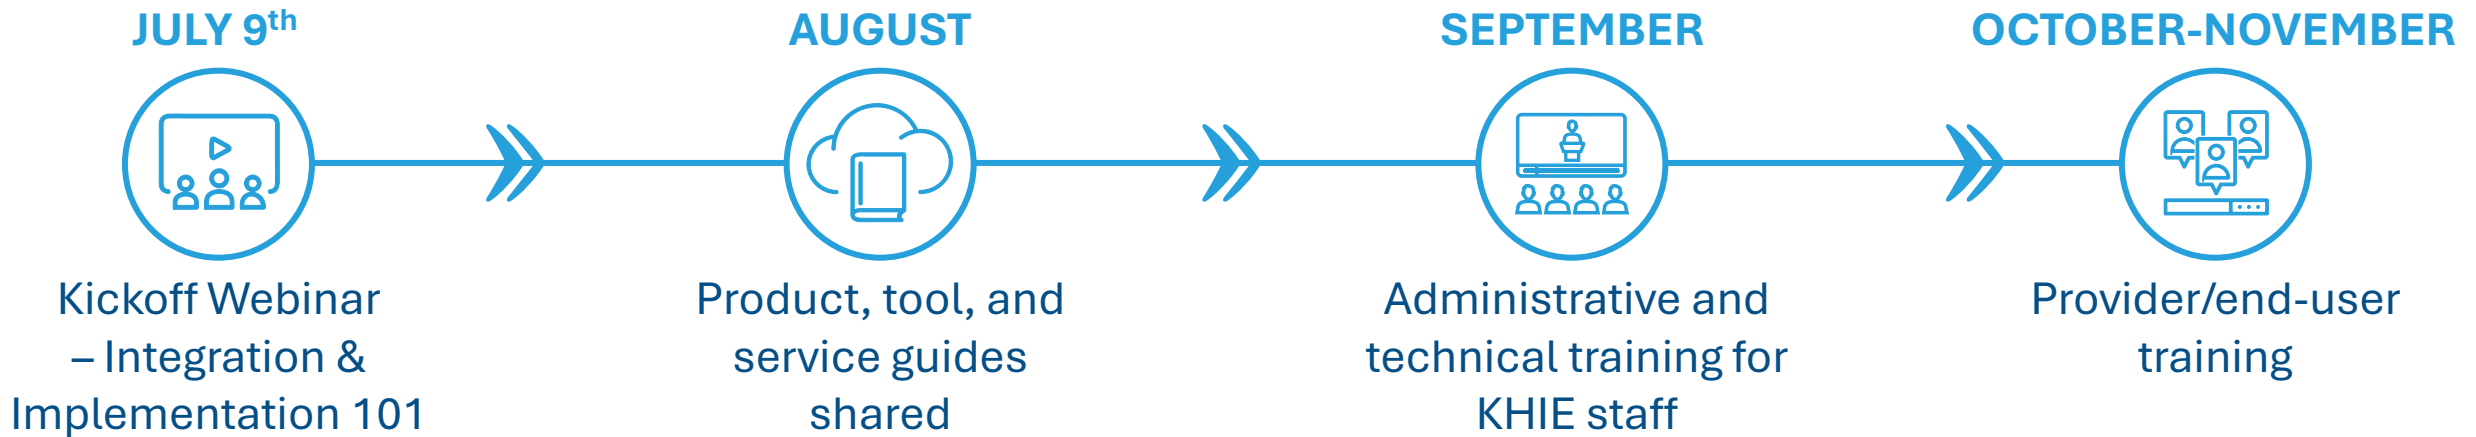 JULY 9th
Kickoff Webinar
– Integration &
Implementation 101
AUGUST
Product, tool, and
service guides
shared
SEPTEMBER
Administrative and
technical training for
KHIE staff
OCTOBER-NOVEMBER
Provider/end-user
training